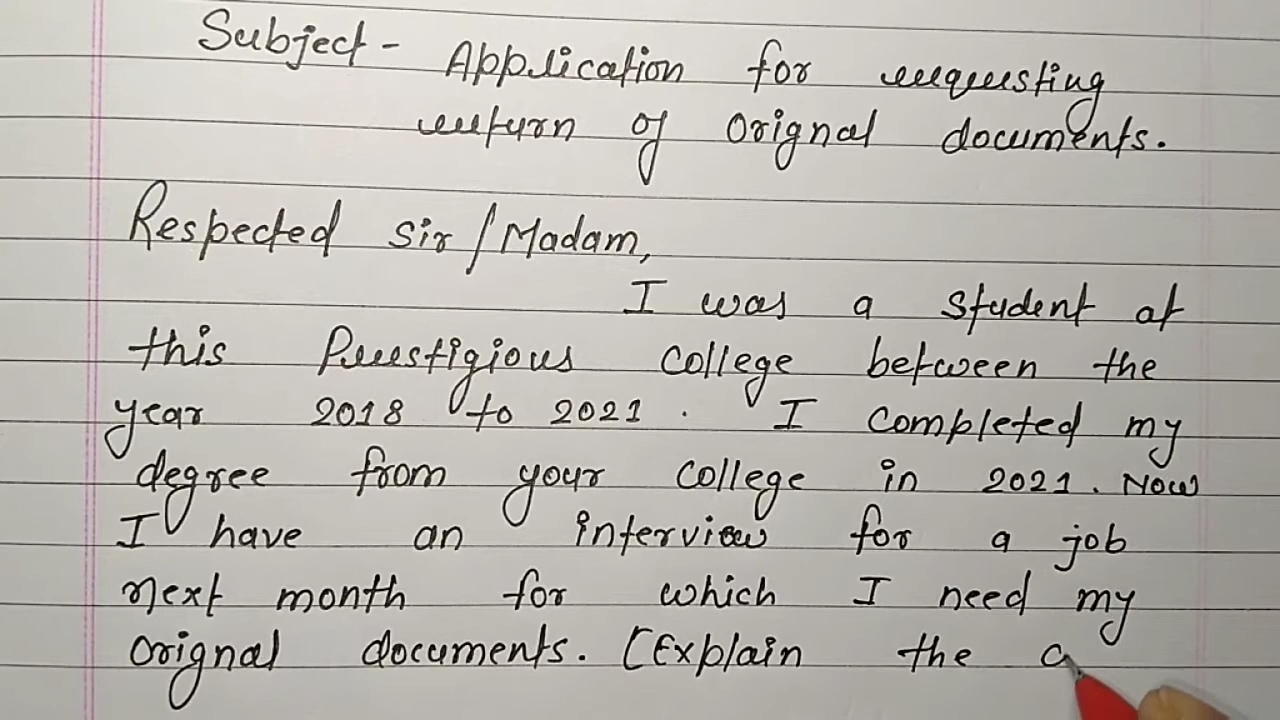 Subject - Application for requesting
return of Orignal documents.
Respected Sir/Madam,
I was a student at
this Prestigious college between the
year 2018 to 2021. I completed my
degree from your college in 2021. Now
I have an interview for a job
next month for which I need my
Orignal documents. [Explain the